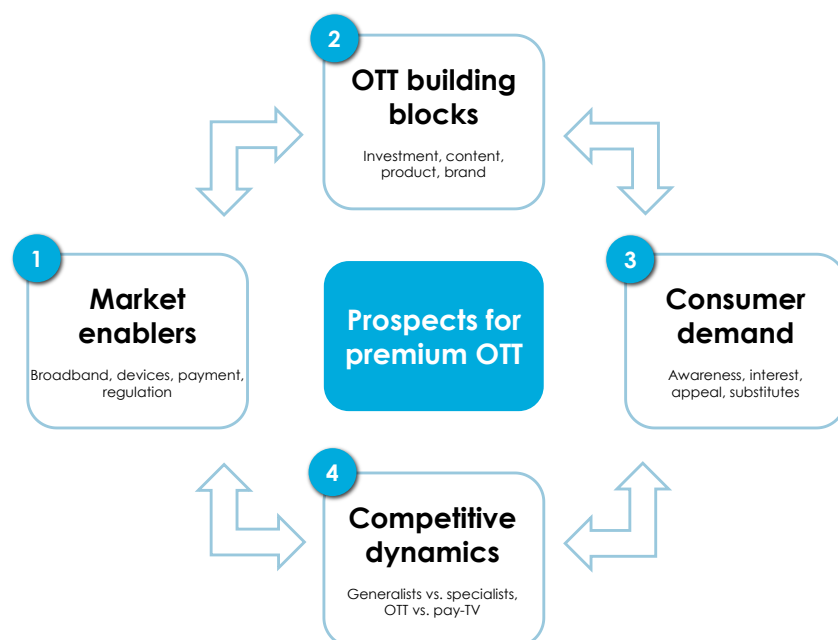 2
OTT building
blocks
Investment, content,
product, brand
1
Market
enablers
Broadband, devices, payment,
regulation
Prospects for
premium OTT
3
Consumer
demand
Awareness, interest,
appeal, substitutes
4
Competitive
dynamics
Generalists vs. specialists,
OTT vs. pay-TV